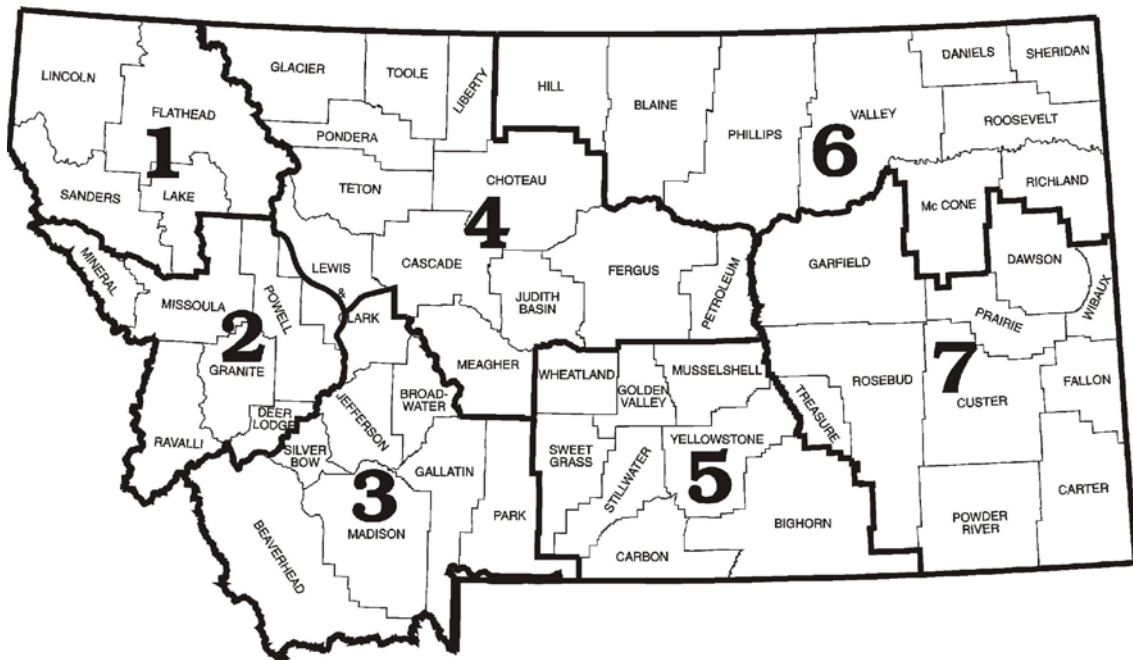 LINCOLN
FLATHEAD
1
SANDERS
LAKE
GLACIER
TOOLE
LIBERTY
PONDERA
TETON
CHOTEAU
4
LEWIS
&
CLARK
CASCADE
JUDITH
BASIN
FERGUS
PETROLEUM
MEAGHER
HILL
BLAINE
PHILLIPS
VALLEY
6
DANIELS
SHERIDAN
ROOSEVELT
RICHLAND
Mc CONE
MINERAL
MISSOULA
POWELL
2
GRANITE
DEER
LODGE
RAVALLI
JEFFERSON
BROAD-
WATER
SILVER
BOW
GALLATIN
3
MADISON
PARK
BEAVERHEAD
WHEATLAND
GOLDEN
VALLEY
MUSSELSHELL
SWEET
GRASS
STILLWATER
YELLOWSTONE
5
BIGHORN
CARBON
GARFIELD
DAWSON
WIBAUX
PRAIRIE
TREASURE
ROSEBUD
7
CUSTER
FALLON
POWDER
RIVER
CARTER